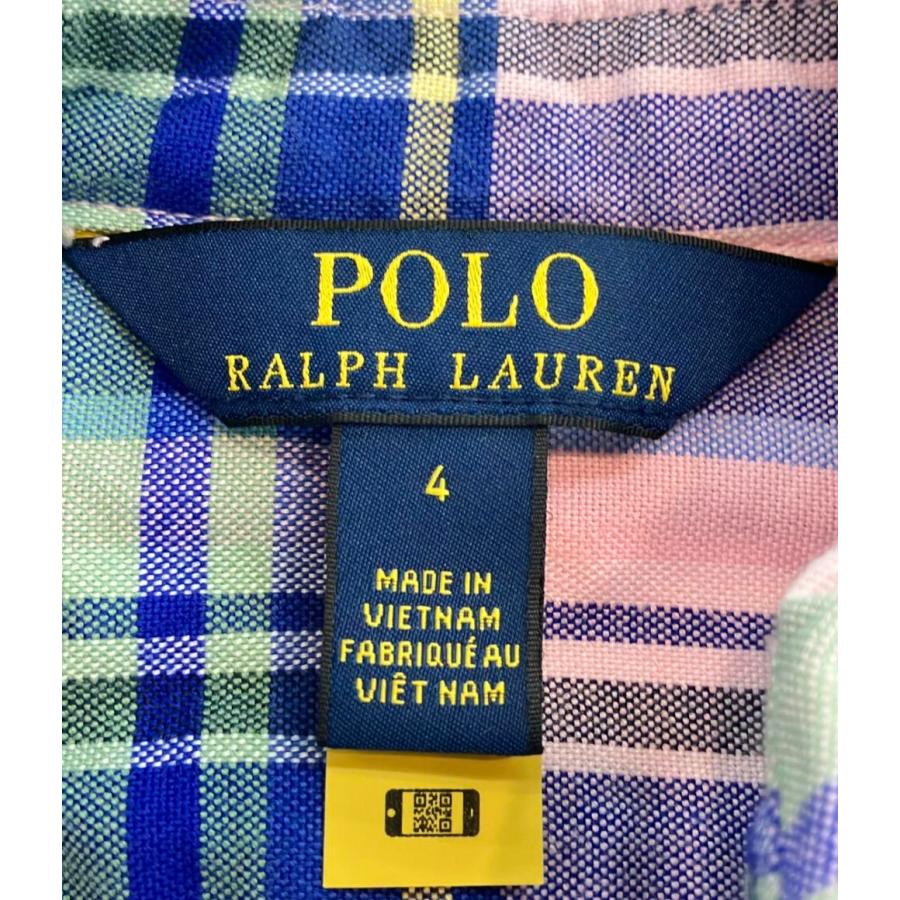 POLO
RALPH LAUREN
4
MADE IN
VIETNAM
FABRIQUÉ AU
VIÊT NAM